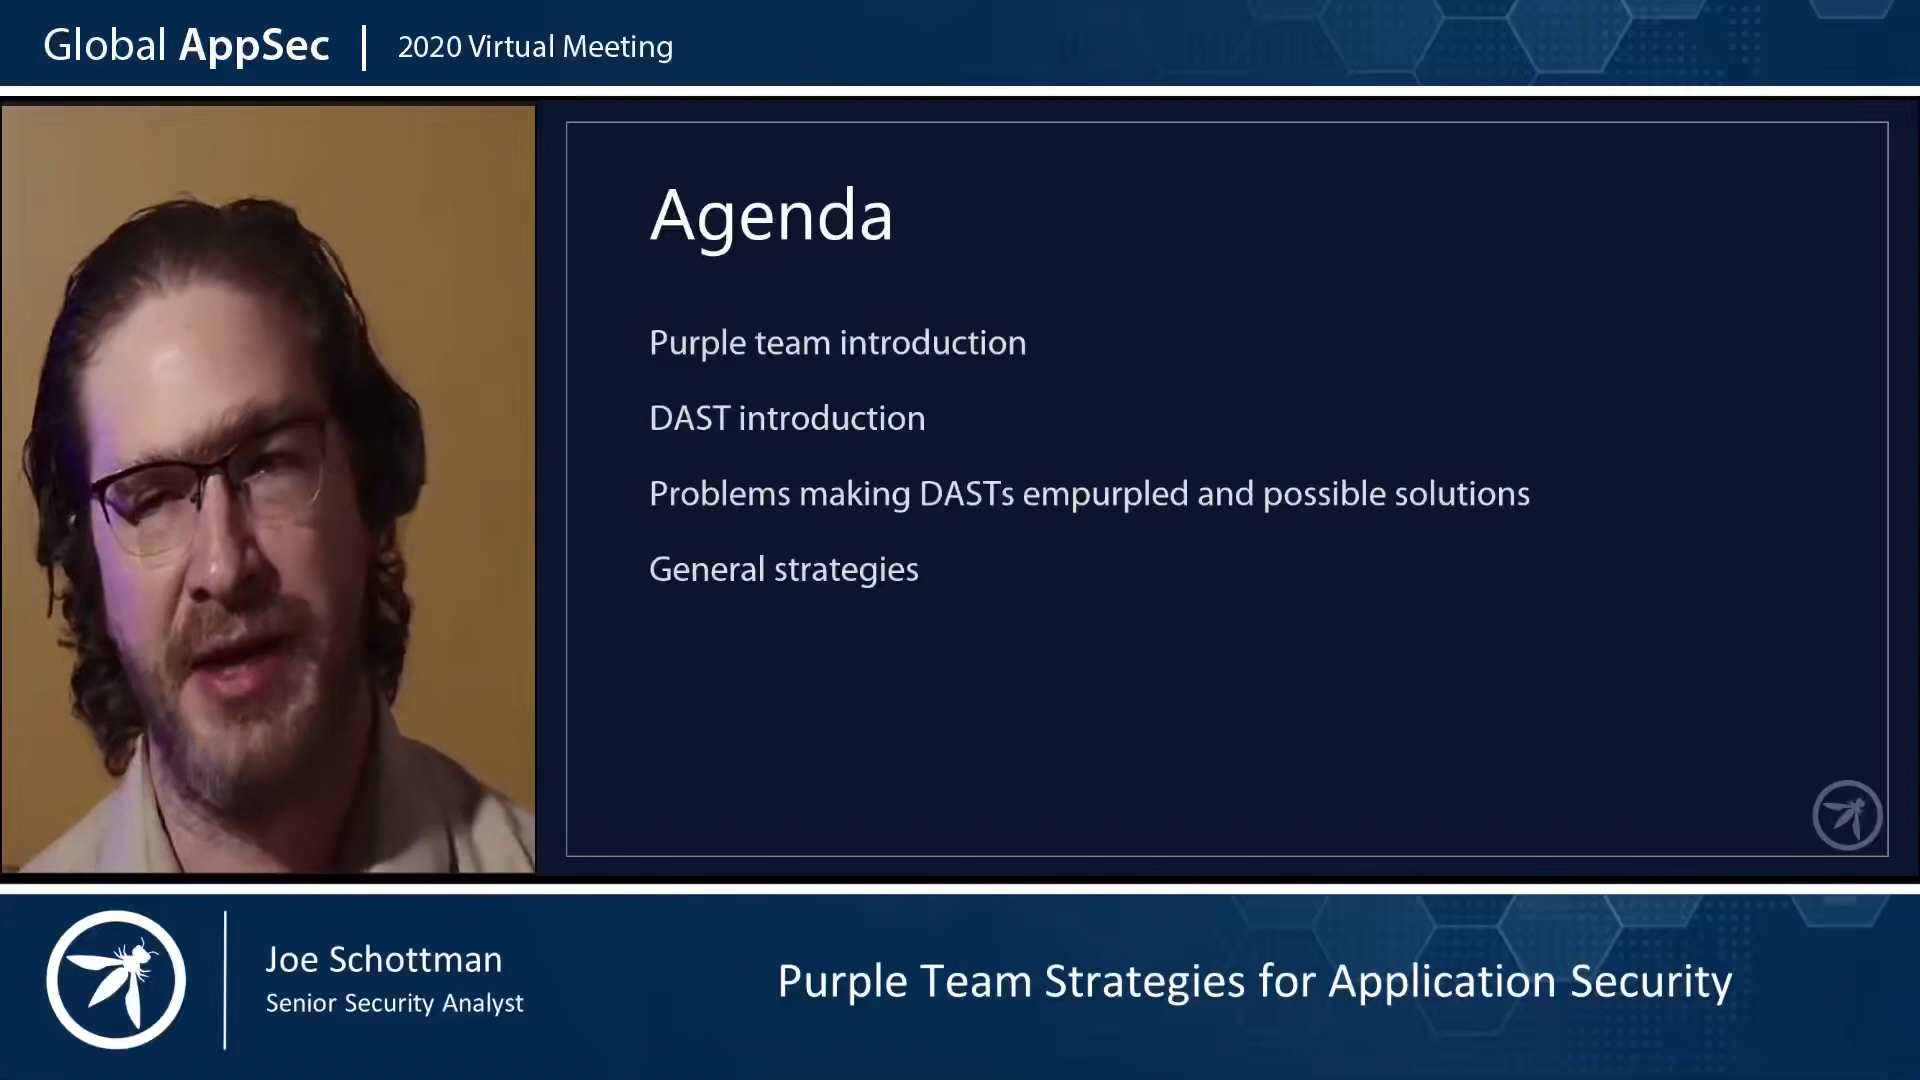 Global AppSec | 2020 Virtual Meeting
Agenda
Purple team introduction
DAST introduction
Problems making DASTs empurpled and possible solutions
General strategies
Joe Schottman
Senior Security Analyst
Purple Team Strategies for Application Security